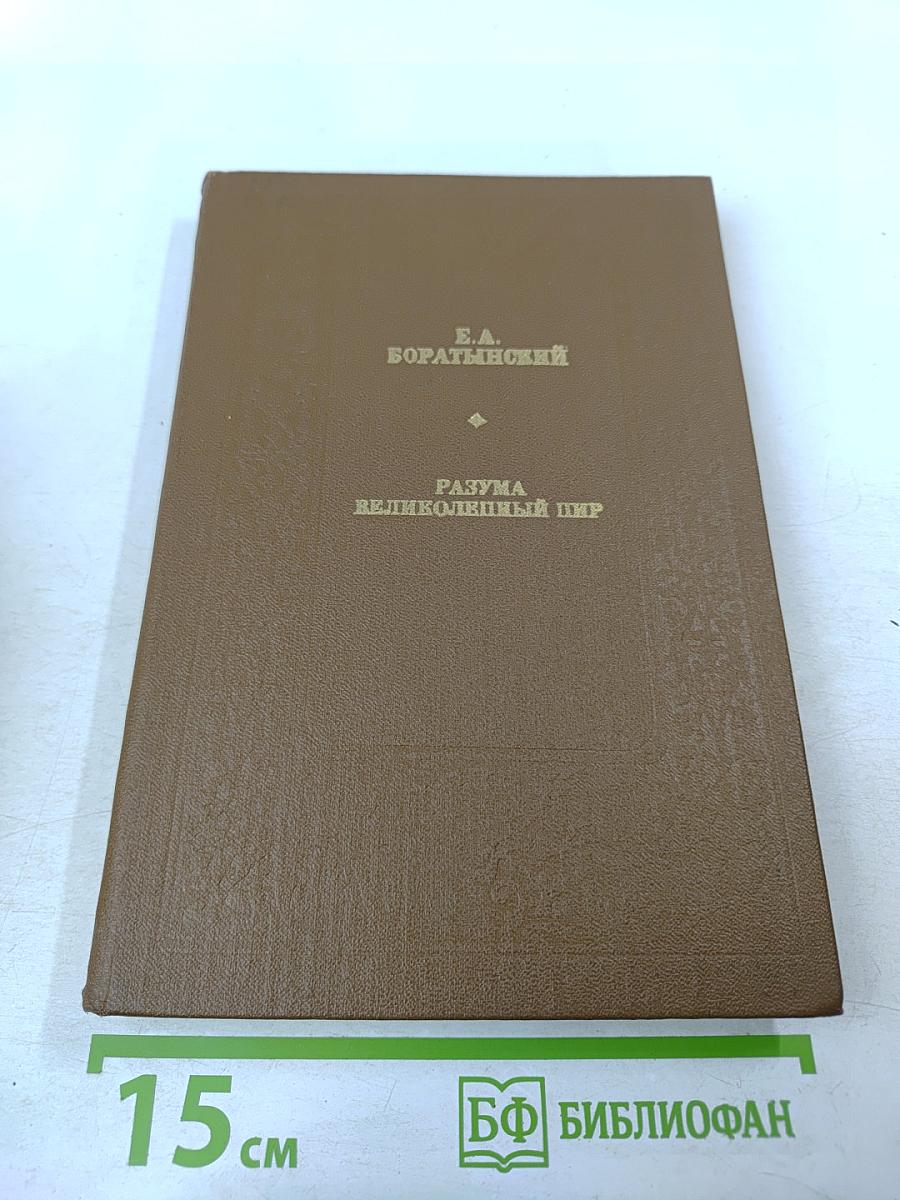 Е.А.
БОРАТЫНСКИЙ
РАЗУМА
ВЕЛИКОЛЕПНЫЙ ПИР
15 см
БФ БИБЛИОФАН